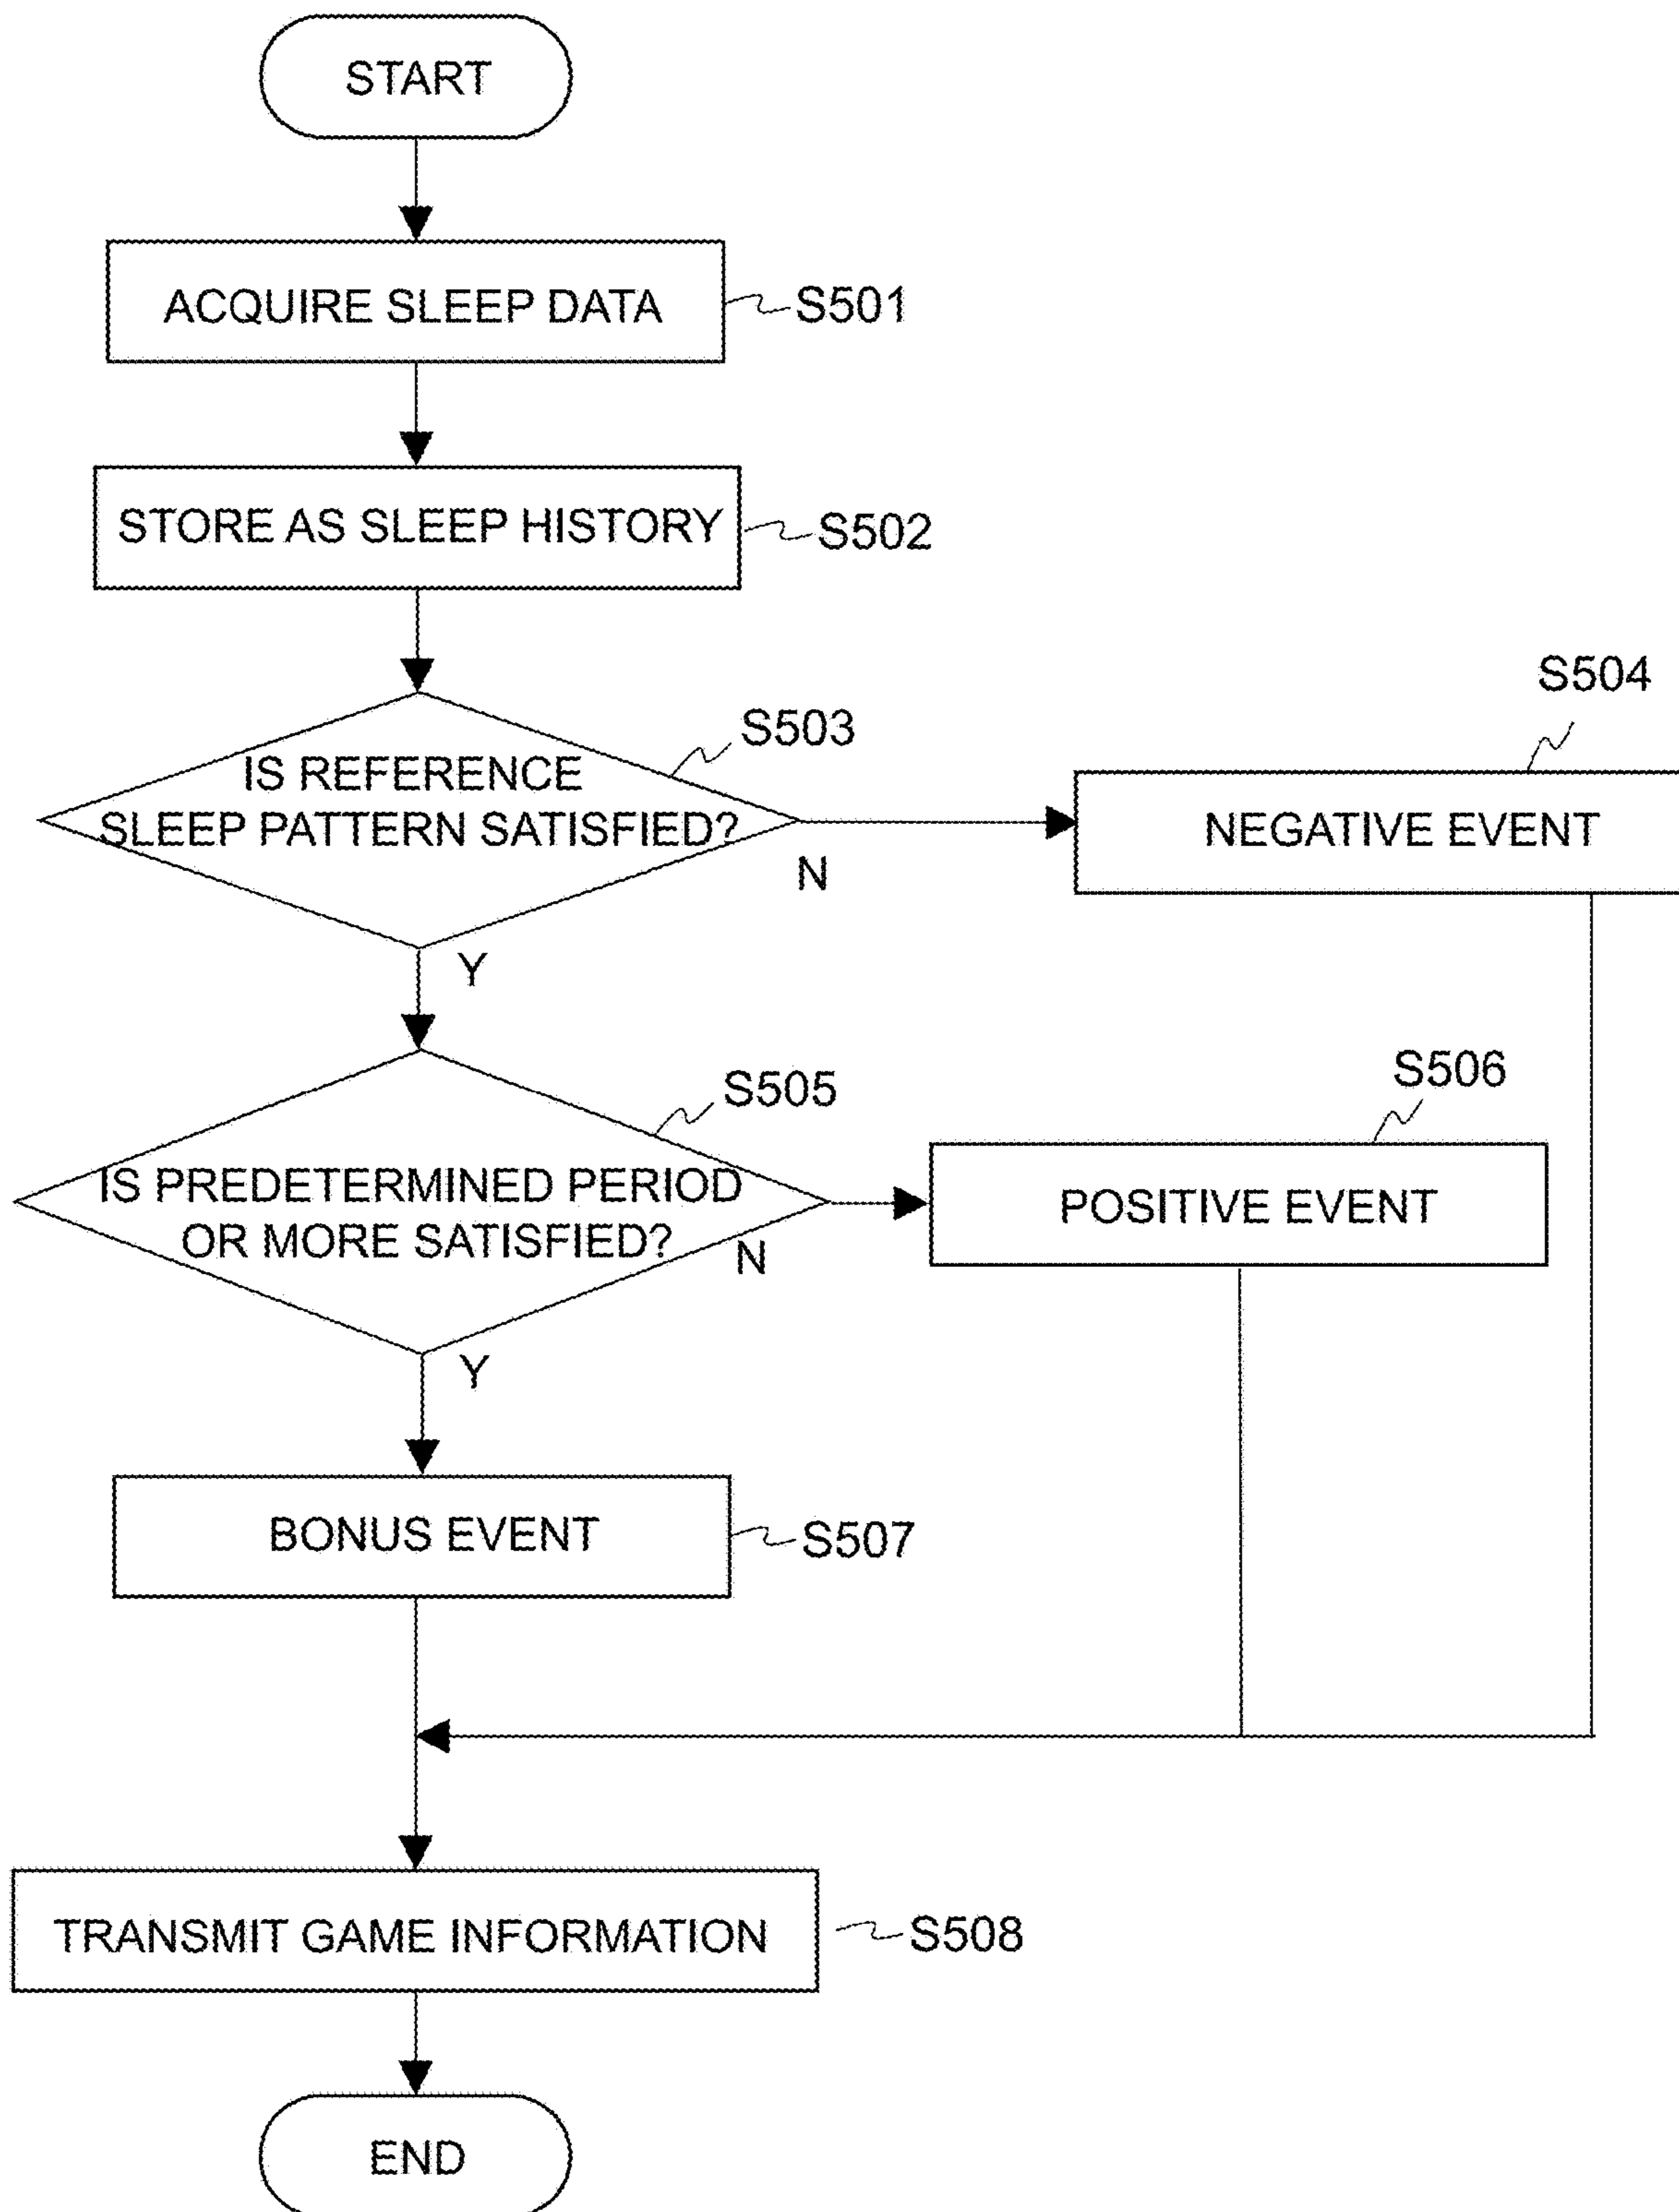 START
ACQUIRE SLEEP DATA
S501
STORE AS SLEEP HISTORY
S502
S504
S503
IS REFERENCE
SLEEP PATTERN SATISFIED?
NEGATIVE EVENT
N
Y
S506
S505
IS PREDETERMINED PERIOD
OR MORE SATISFIED?
POSITIVE EVENT
N
Y
BONUS EVENT
S507
TRANSMIT GAME INFORMATION
S508
END